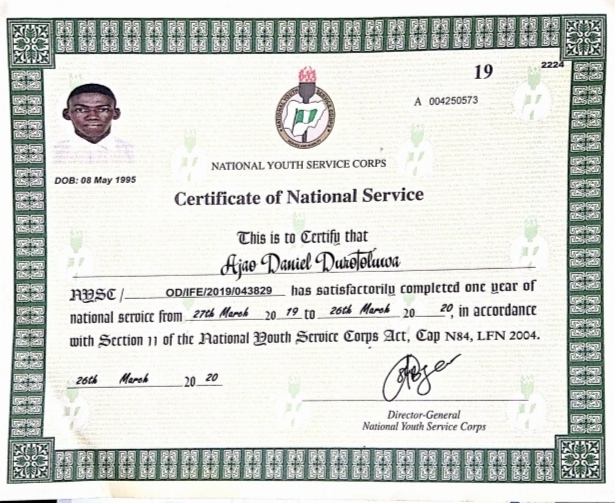 19
2224
A 004250573
DOB: 08 May 1995
NATIONAL YOUTH SERVICE CORPS
Certificate of National Service
This is to Certify that
Ajao Daniel Durotoluwa
NYSC/ OD/IFE/2019/043829 has satisfactorily completed one year of
national service from 27th March 20 19 to 26th March 20 20, in accordance
with Section 11 of the National Youth Service Corps Act, Cap N84, LFN 2004.
26th March 20 20
Director-General
National Youth Service Corps